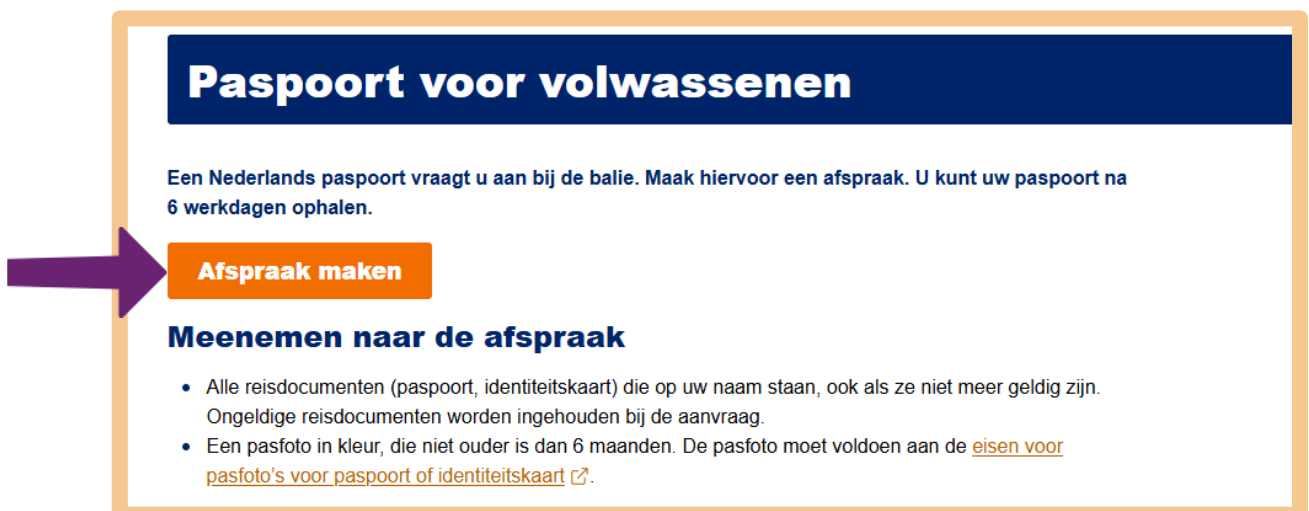 Paspoort voor volwassenen
Een Nederlands paspoort vraagt u aan bij de balie. Maak hiervoor een afspraak. U kunt uw paspoort na
6 werkdagen ophalen.
Afspraak maken
Meenemen naar de afspraak
• Alle reisdocumenten (paspoort, identiteitskaart) die op uw naam staan, ook als ze niet meer geldig zijn.
Ongeldige reisdocumenten worden ingehouden bij de aanvraag.
• Een pasfoto in kleur, die niet ouder is dan 6 maanden. De pasfoto moet voldoen aan de eisen voor
pasfoto’s voor paspoort of identiteitskaart.